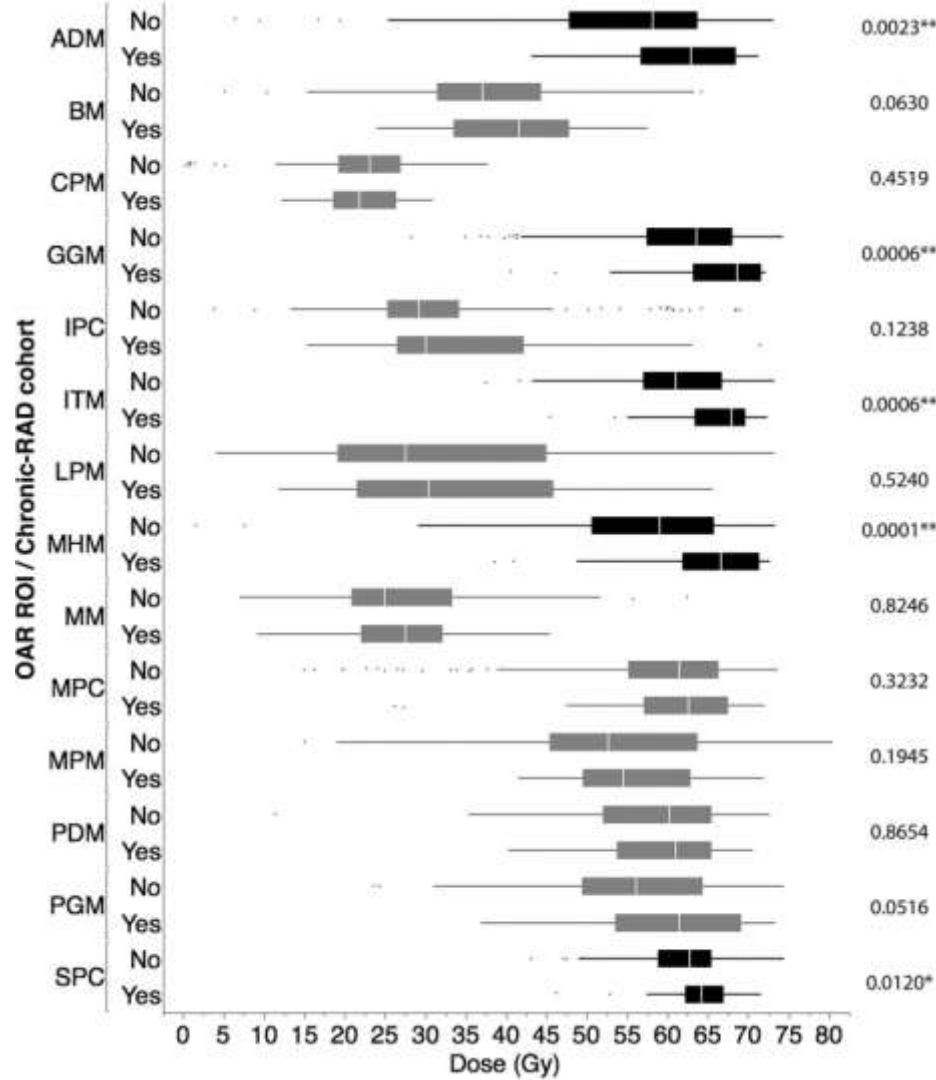 ADM
No
Yes
0.0023**
BM
No
Yes
0.0630
CPM
No
Yes
0.4519
GGM
No
Yes
0.0006**
IPC
No
Yes
0.1238
ITM
No
Yes
0.0006**
LPM
No
Yes
0.5240
MHM
No
Yes
0.0001**
MM
No
Yes
0.8246
MPC
No
Yes
0.3232
MPM
No
Yes
0.1945
PDM
No
Yes
0.8654
PGM
No
Yes
0.0516
SPC
No
Yes
0.0120*
OAR ROI / Chronic-RAD cohort
0 5 10 15 20 25 30 35 40 45 50 55 60 65 70 75 80
Dose (Gy)